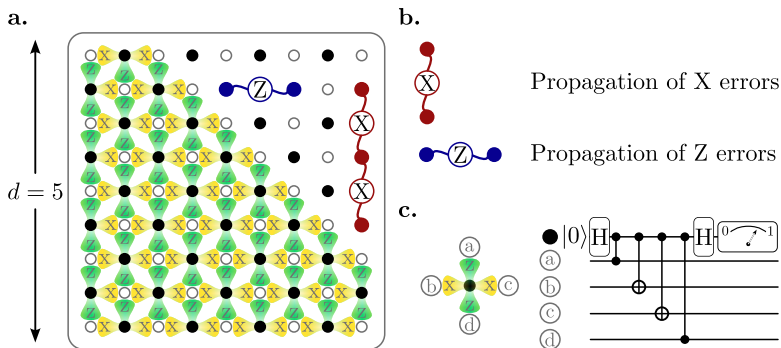 a.
d = 5
X X
Z Z Z
X X X Z
Z Z Z Z
X X X X X
Z Z Z Z Z
X X X X X
Z Z Z Z Z Z
X X X X X X X
Z Z Z Z Z Z Z
X X X X X X X
Z Z Z Z Z Z Z Z
X X X X X X X X
Z Z Z Z Z Z Z Z Z
X X X X X X X X
Z Z Z Z Z Z Z Z Z
X X X X X X X X
b.
X Propagation of X errors
Z Propagation of Z errors
c.
a
Z
b X X c
Z
d
|0⟩ H H 0 1
a
b
c
d